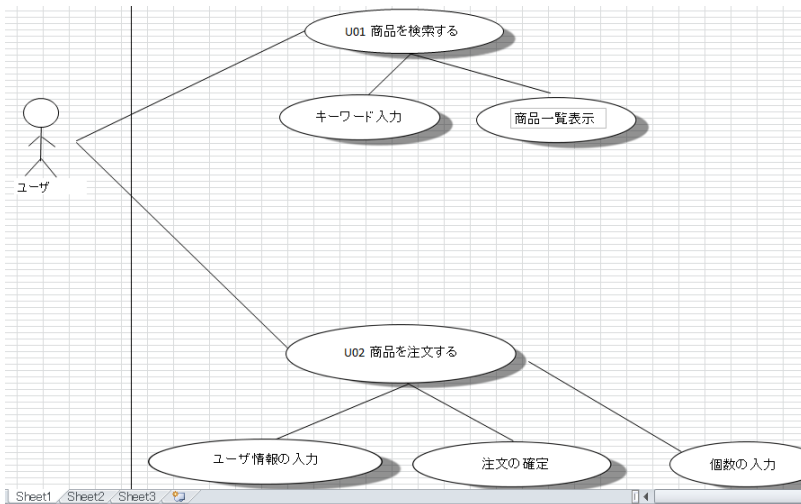 U01 商品を検索する
キーワード入力
商品一覧表示
ユーザ
U02 商品を注文する
ユーザ情報の入力
注文の確定
個数の入力
Sheet1
Sheet2
Sheet3